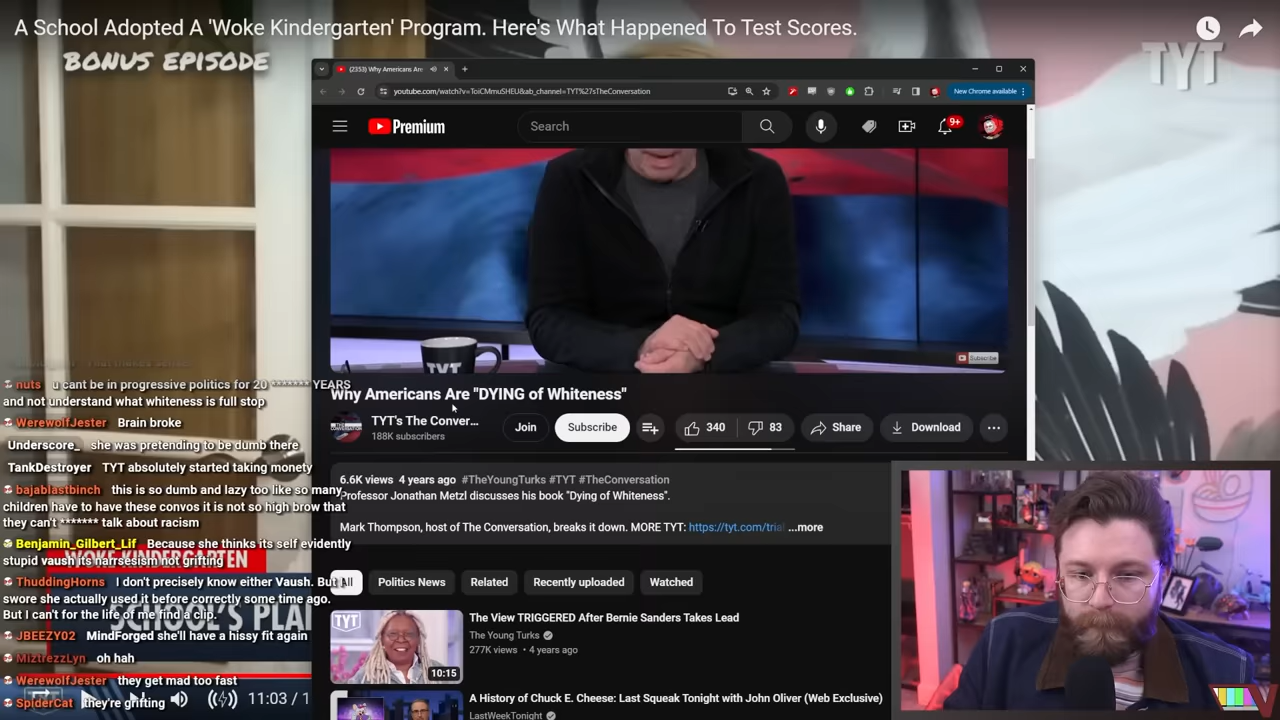 A School Adopted A 'Woke Kindergarten' Program. Here's What Happened To Test Scores.
BONUS EPISODE
TYT
(2353) Why Americans Are
youtube.com/watch?v=ToiCMmuSHEU&ab_channel=TYT%27sTheConversation
New Chrome available
Premium
Search
9+
TYT
Subscribe
Why Americans Are "DYING of Whiteness"
TYT's The Conver...
188K subscribers
Join
Subscribe
340
83
Share
Download
6.6K views 4 years ago #TheYoungTurks #TYT #TheConversation
Professor Jonathan Metzl discusses his book "Dying of Whiteness".
Mark Thompson, host of The Conversation, breaks it down. MORE TYT: https://tyt.com/tria ...more
All
Politics News
Related
Recently uploaded
Watched
TYT
10:15
The View TRIGGERED After Bernie Sanders Takes Lead
The Young Turks
277K views • 4 years ago
A History of Chuck E. Cheese: Last Squeak Tonight with John Oliver (Web Exclusive)
LastWeekTonight
nuts u cant be in progressive politics for 20 ******* YEARS
and not understand what whiteness is full stop
WerewolfJester Brain broke
Underscore_ she was pretending to be dumb there
TankDestroyer TYT absolutely started taking monety
bajablastbinch this is so dumb and lazy too like so many
children have to have these convos it is not so high brow that
they can't ******* talk about racism
Benjamin_Gilbert_Lif Because she thinks its self evidently
stupid vaush its narrsesism not grifting
ThuddingHorns I don't precisely know either Vaush. But I
swore she actually used it before correctly some time ago.
But I can't for the life of me find a clip.
JBEEZY02 MindForged she'll have a hissy fit again
MiztrezzLyn oh hah
WerewolfJester they get mad too fast
SpiderCat they're grifting
WOKE KINDERGARTEN
SCHOOL'S PLA
11:03 / 1